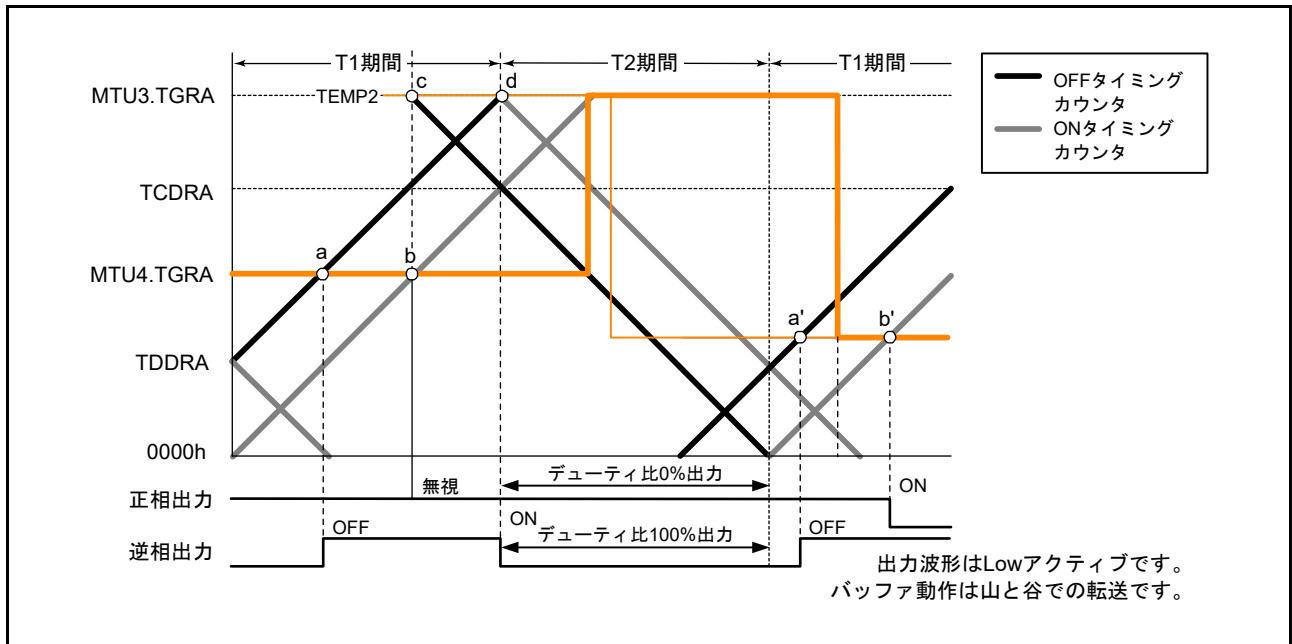 T1期間
T2期間
T1期間
MTU3.TGRA
TEMP2
c
d
OFFタイミング
カウンタ
ONタイミング
カウンタ
TCDRA
a
b
MTU4.TGRA
a'
b'
TDDRA
0000h
デューティ比0%出力
無視
ON
正相出力
OFF
ON
デューティ比100%出力
OFF
逆相出力
出力波形はLowアクティブです。
バッファ動作は山と谷での転送です。